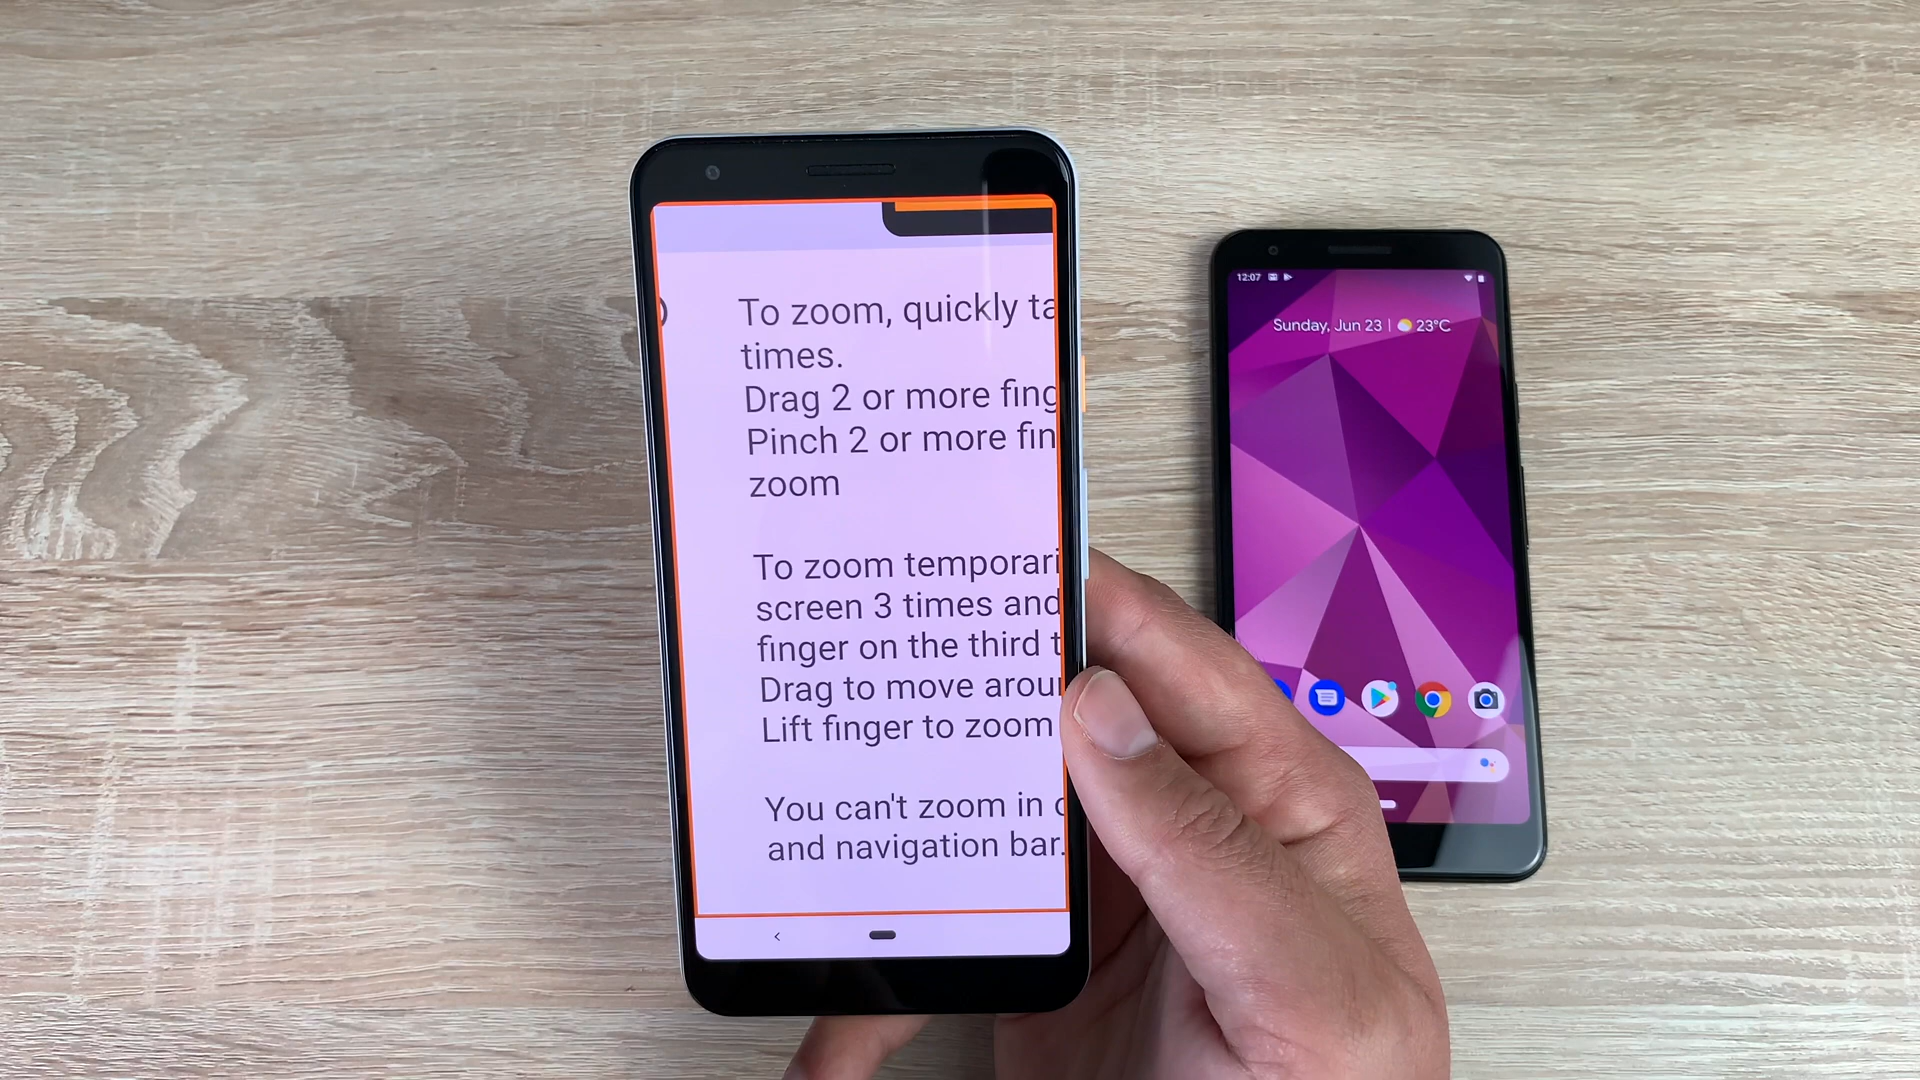 To zoom, quickly ta
times.
Drag 2 or more fing
Pinch 2 or more fin
zoom
To zoom temporari
screen 3 times and
finger on the third t
Drag to move arou
Lift finger to zoom
You can't zoom in
and navigation bar.
12:07
Sunday, Jun 23 | 23°C